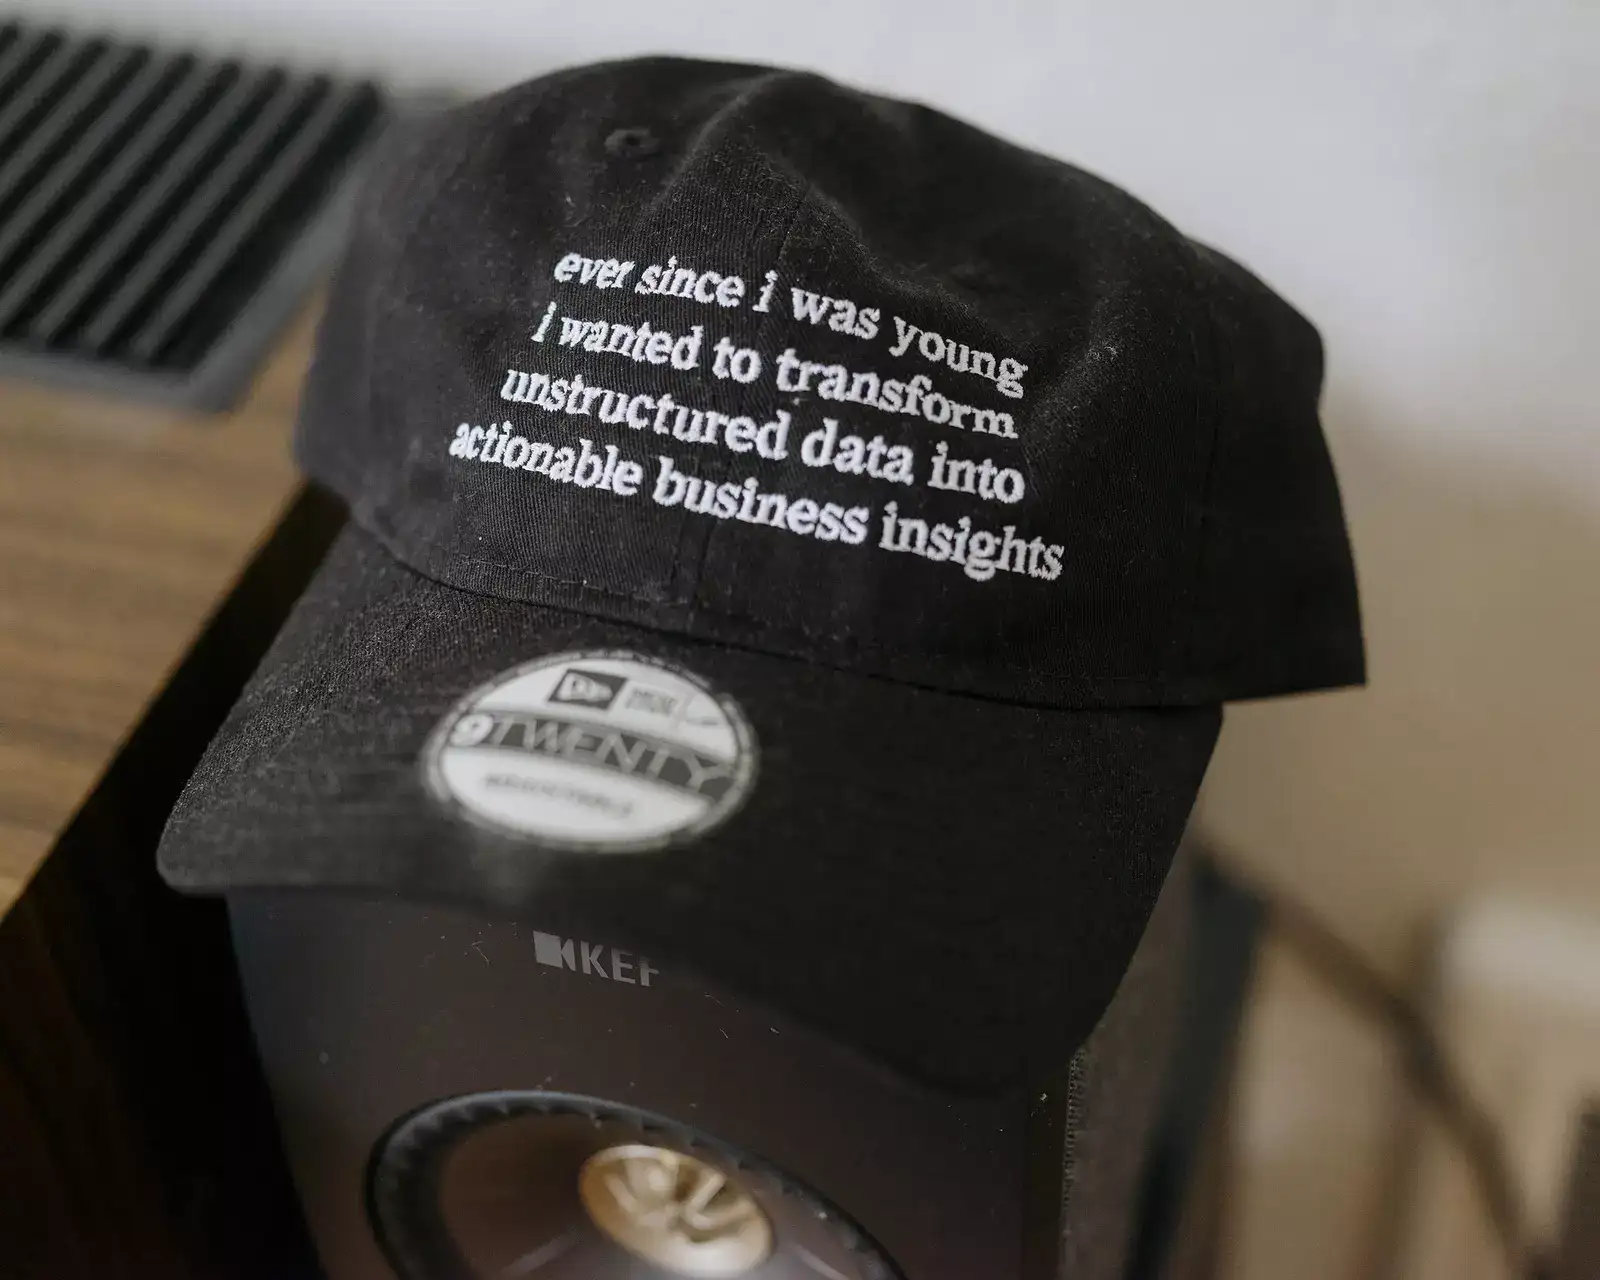 ever since i was young
i wanted to transform
unstructured data into
actionable business insights
9TWENTY
KEF